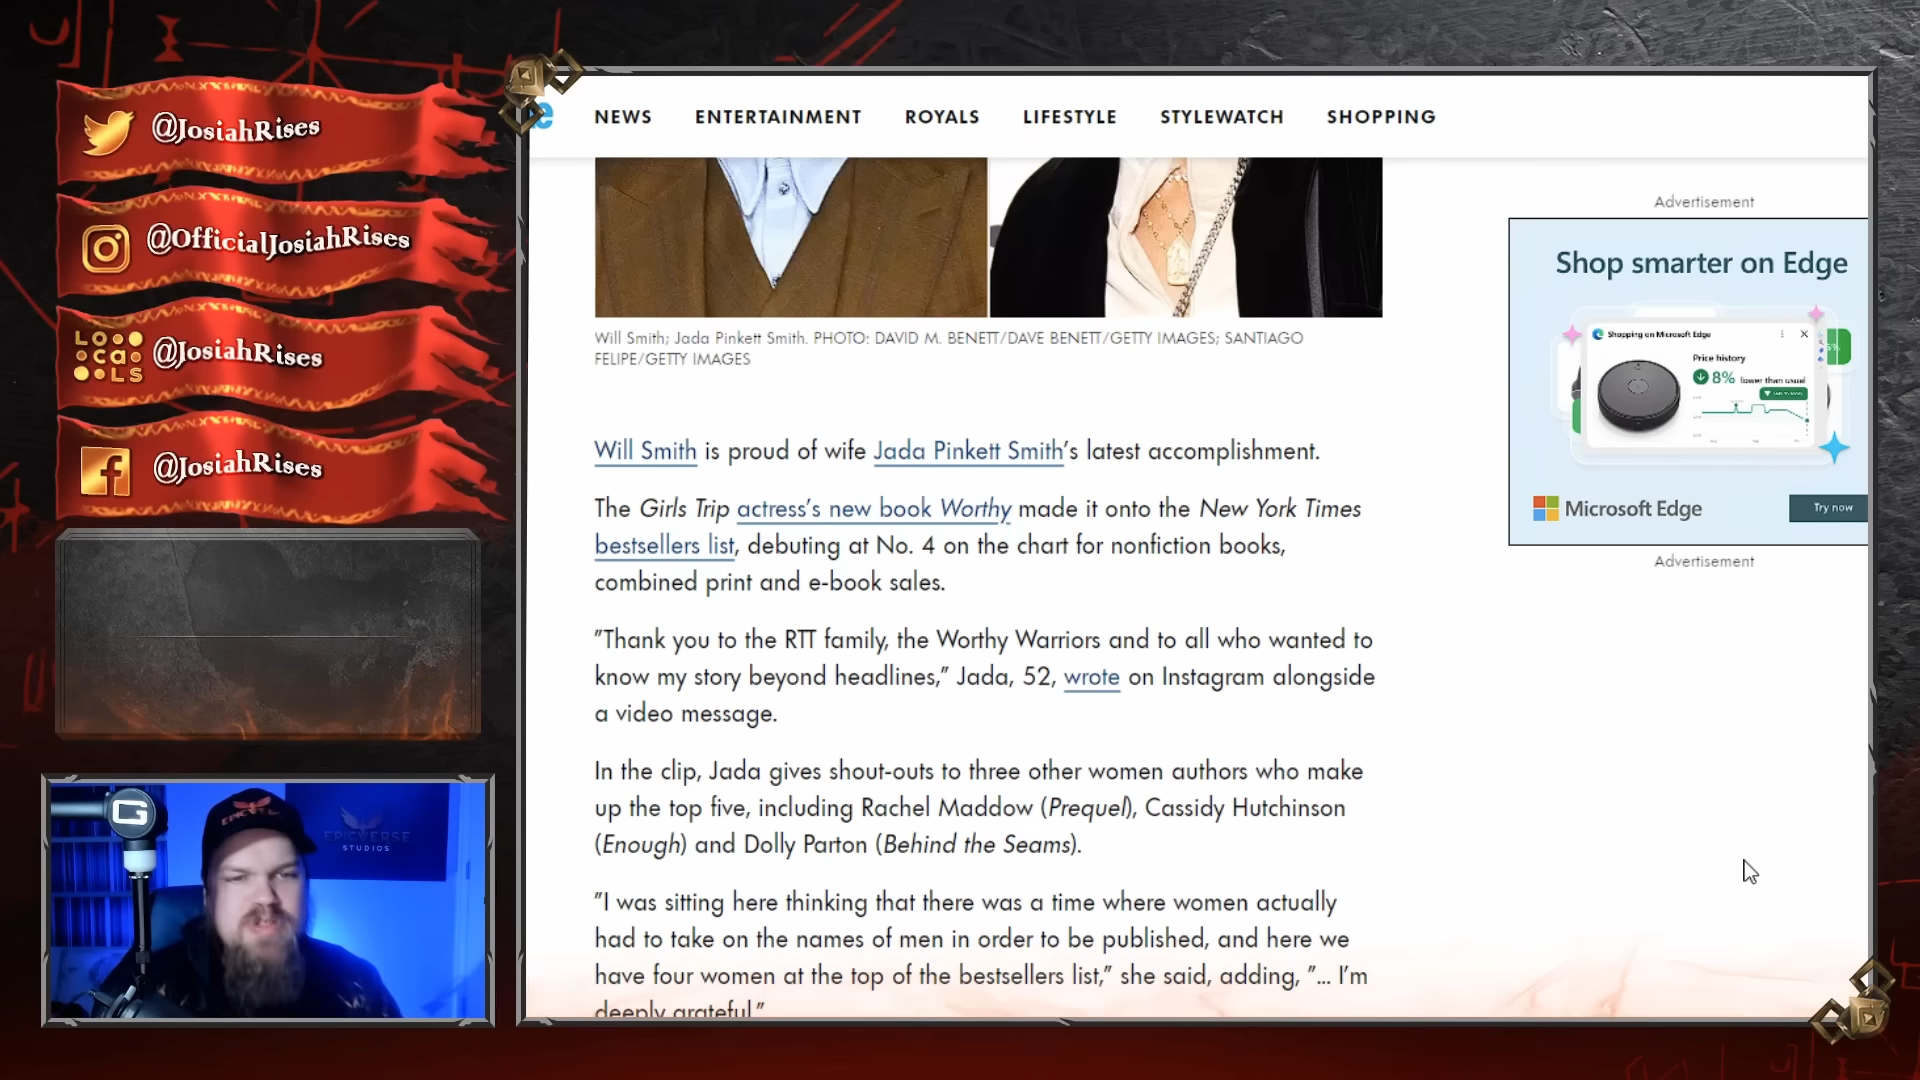 @JosiahRises
@OfficialJosiahRises
LO
ca
LS
@JosiahRises
@JosiahRises
G
EPICVERSE
STUDIOS
e
NEWS ENTERTAINMENT ROYALS LIFESTYLE STYLEWATCH SHOPPING
Will Smith; Jada Pinkett Smith. PHOTO: DAVID M. BENETT/DAVE BENETT/GETTY IMAGES; SANTIAGO
FELIPE/GETTY IMAGES
Will Smith is proud of wife Jada Pinkett Smith’s latest accomplishment.
The Girls Trip actress’s new book Worthy made it onto the New York Times
bestsellers list, debuting at No. 4 on the chart for nonfiction books,
combined print and e-book sales.
”Thank you to the RTT family, the Worthy Warriors and to all who wanted to
know my story beyond headlines,” Jada, 52, wrote on Instagram alongside
a video message.
In the clip, Jada gives shout-outs to three other women authors who make
up the top five, including Rachel Maddow (Prequel), Cassidy Hutchinson
(Enough) and Dolly Parton (Behind the Seams).
”I was sitting here thinking that there was a time where women actually
had to take on the names of men in order to be published, and here we
have four women at the top of the bestsellers list,” she said, adding, ”... I’m
deeply grateful.”
Advertisement
Shop smarter on Edge
Shopping on Microsoft Edge
Price history
8% lower than usual
Microsoft Edge
Try now
Advertisement